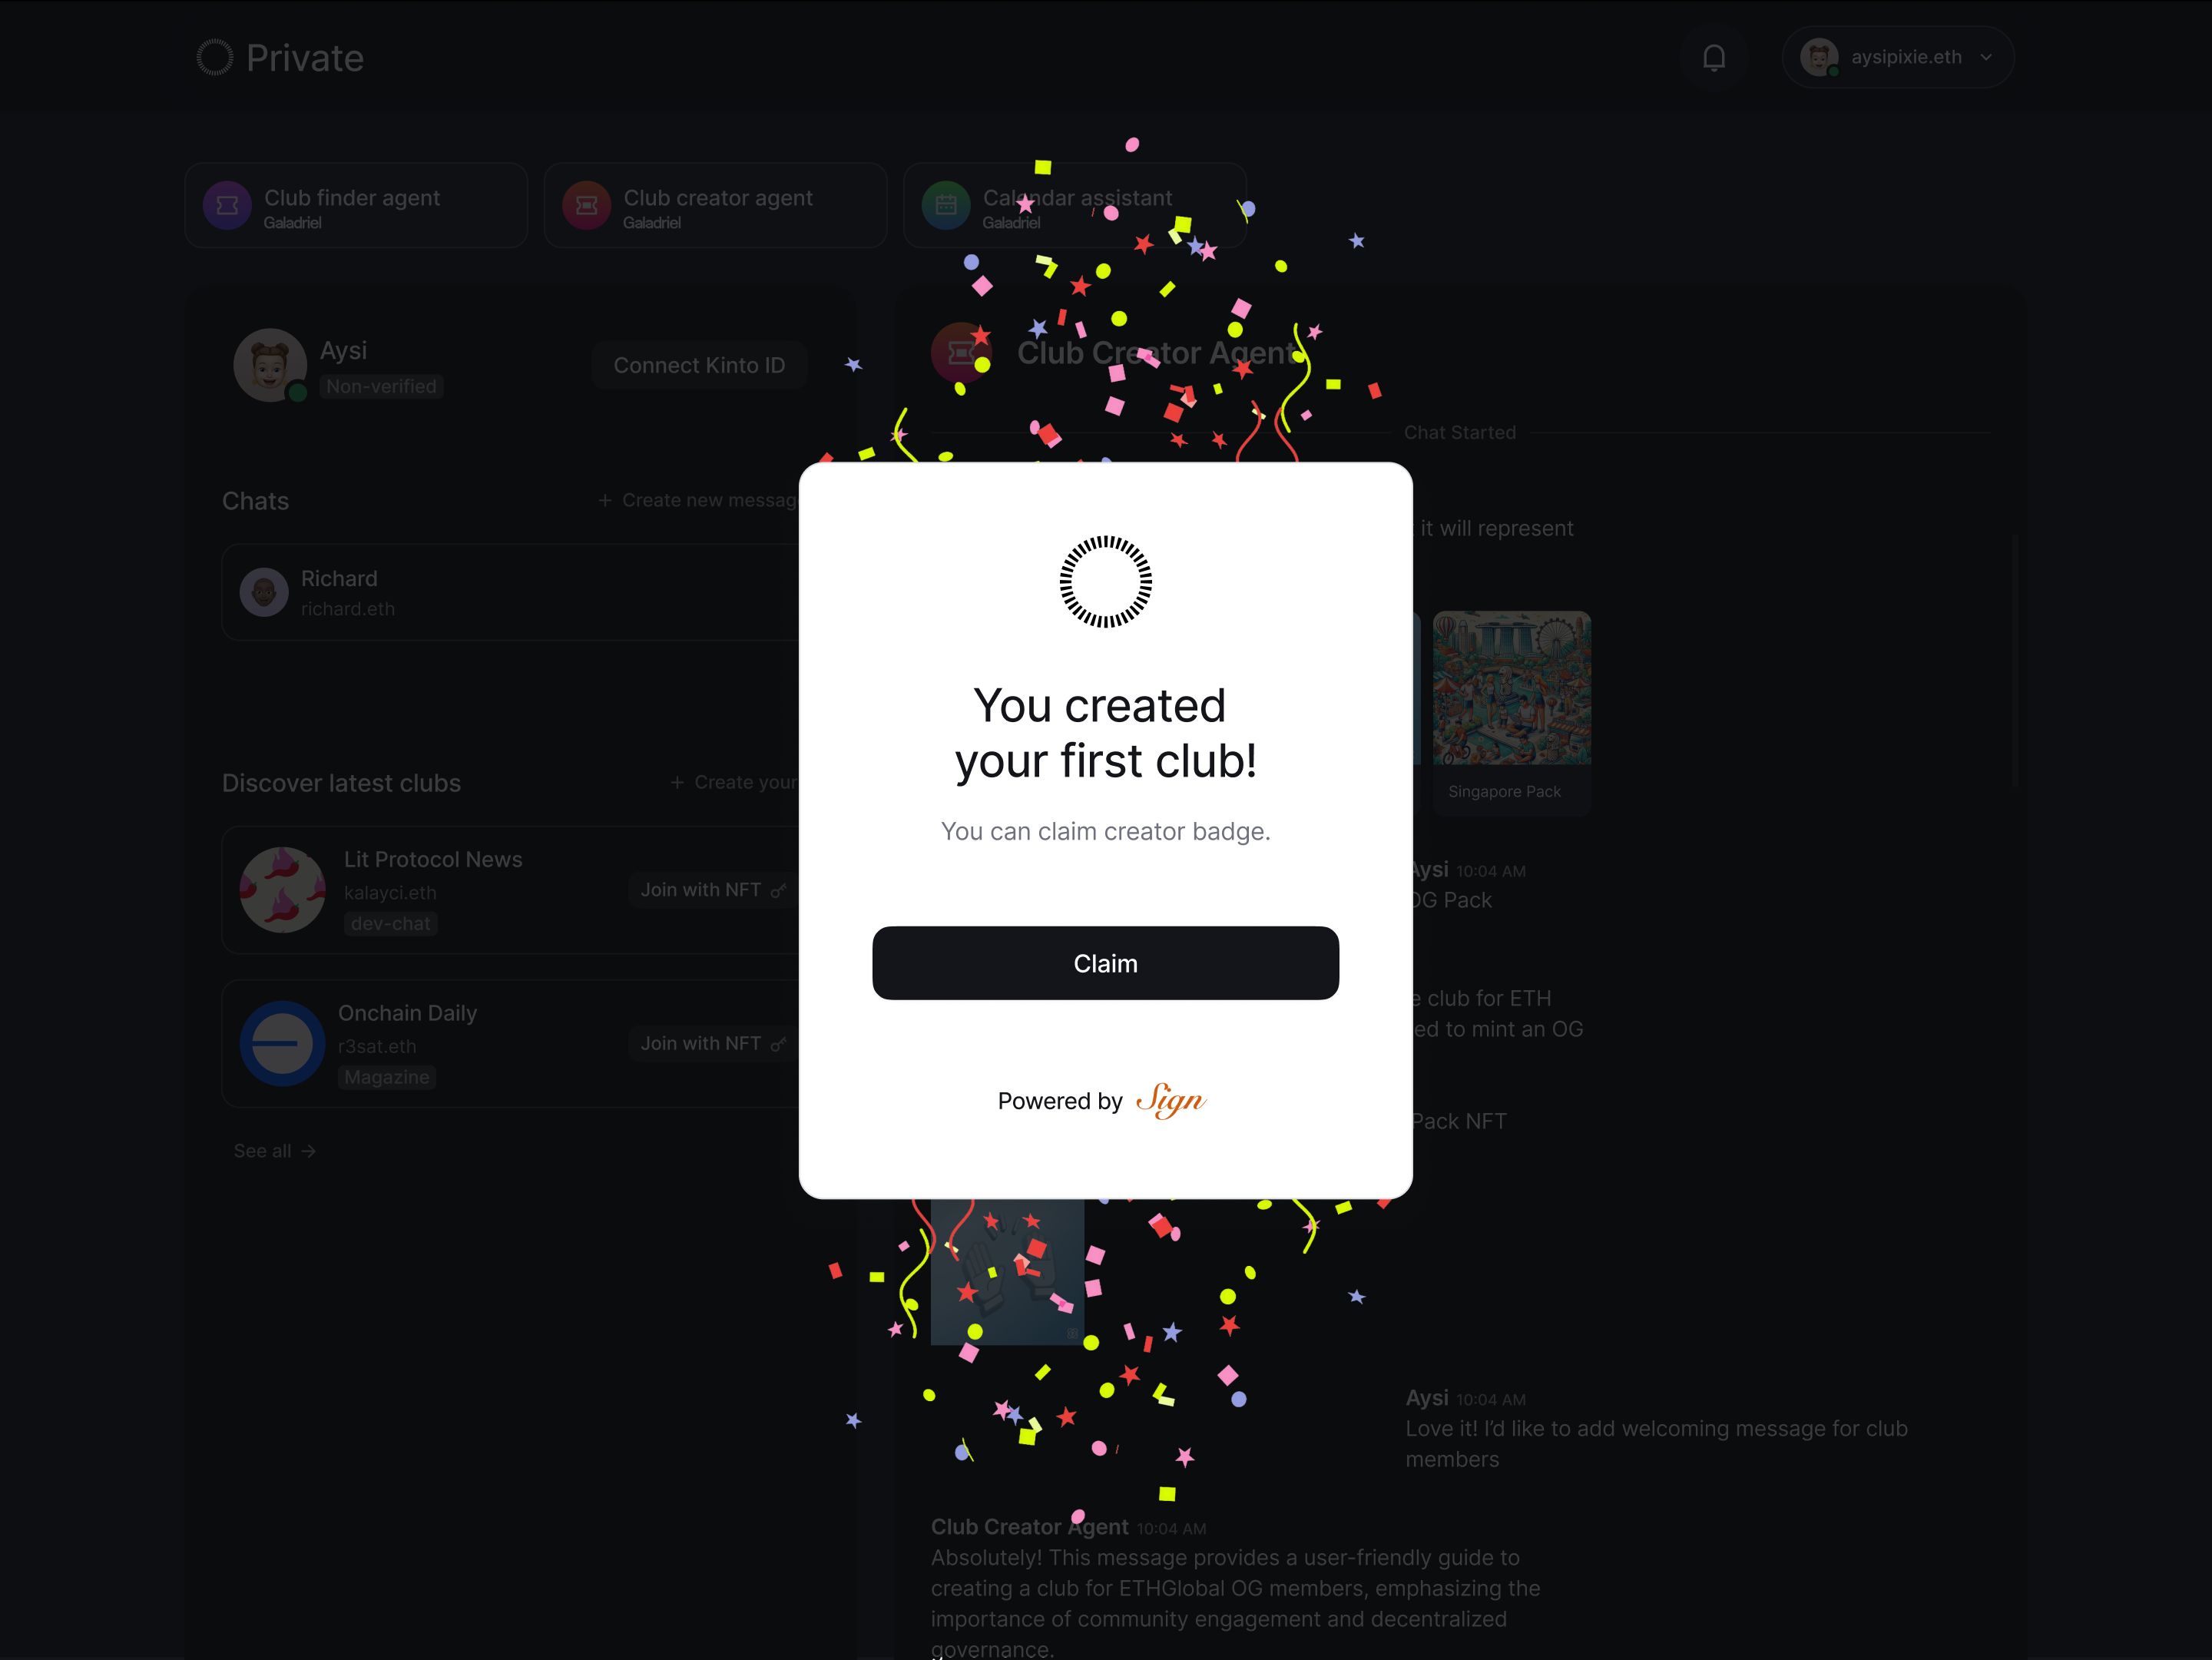 Private
aysipixie.eth
Club finder agent
Galadriel
Club creator agent
Galadriel
Calandar assistant
Galadriel
Aysi
Non-verified
Connect Kinto ID
Chats
+ Create new messag
Richard
richard.eth
Discover latest clubs
+ Create your
Lit Protocol News
kalayci.eth
dev-chat
Join with NFT
Onchain Daily
r3sat.eth
Magazine
Join with NFT
See all →
Club Creator Agent
Chat Started
it will represent
Singapore Pack
Aysi 10:04 AM
OG Pack
e club for ETH
ed to mint an OG
Pack NFT
You created
your first club!
You can claim creator badge.
Claim
Powered by Sign
Aysi 10:04 AM
Love it! I’d like to add welcoming message for club
members
Club Creator Agent 10:04 AM
Absolutely! This message provides a user-friendly guide to
creating a club for ETHGlobal OG members, emphasizing the
importance of community engagement and decentralized
governance.